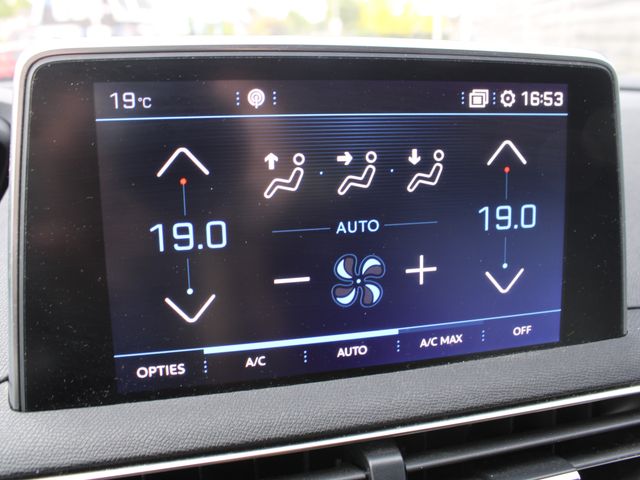 19°C 16:53
AUTO
19.0 19.0
OPTIES A/C AUTO A/C MAX OFF